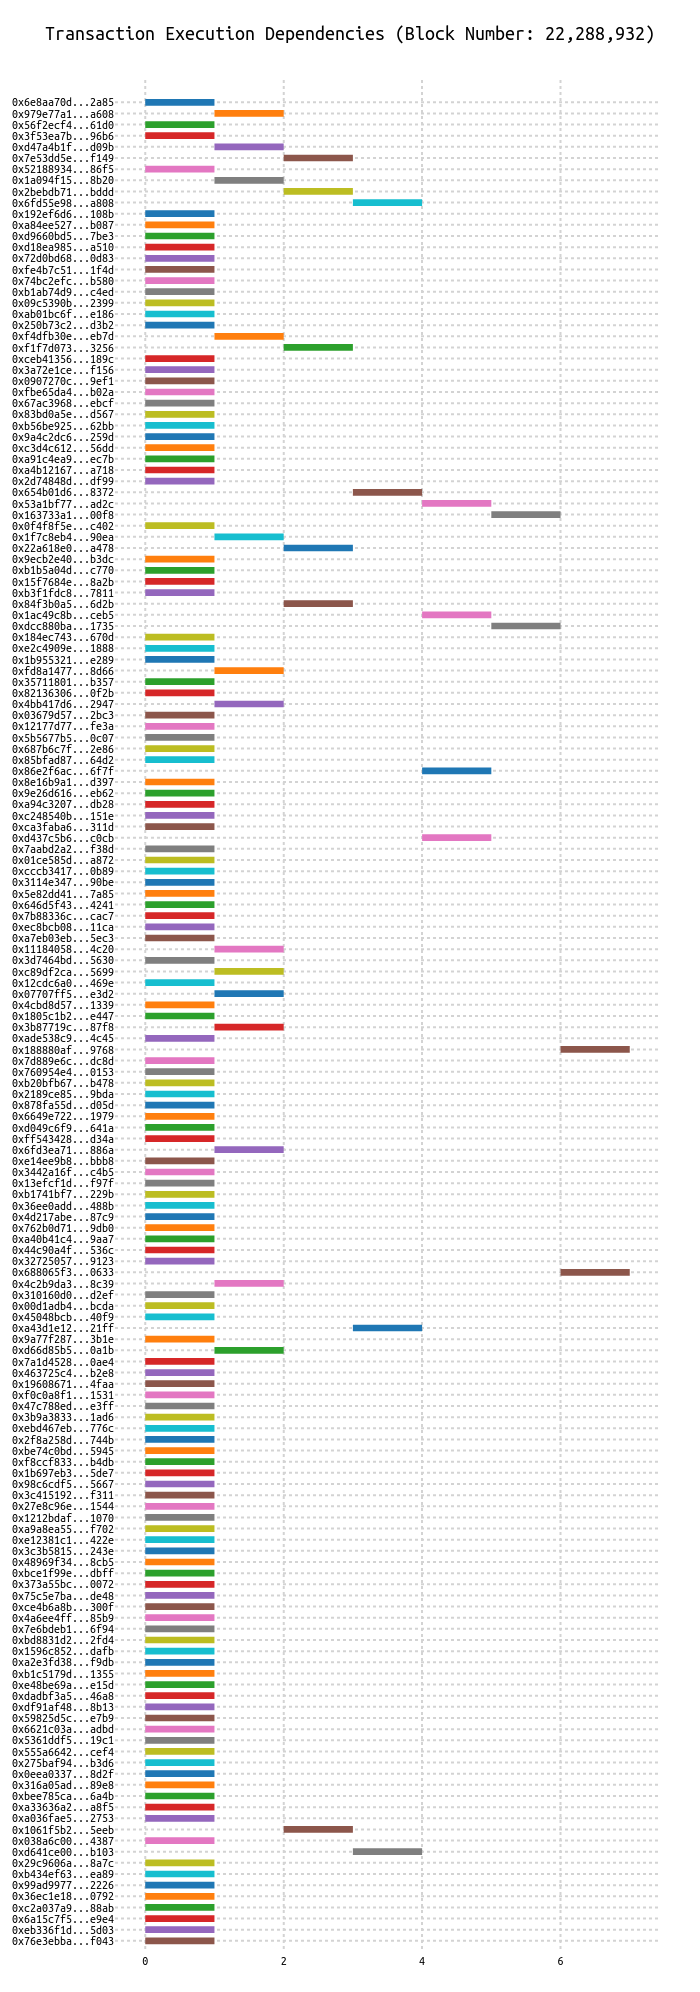 Transaction Execution Dependencies (Block Number: 22,288,932)
0x6e8aa70d...2a85
0x979e77a1...a608
0x56f2ecf4...61d0
0x3f53ea7b...96b6
0xd47a4b1f...d09b
0x7e53dd5e...f149
0x52188934...86f5
0x1a094f15...8b20
0x2bebdb71...bddd
0x6fd55e98...a808
0x192ef6d6...108b
0xa84ee527...b087
0xd9660bd5...7be3
0xd18ea985...a510
0x72d0bd68...0d83
0xfe4b7c51...1f4d
0x74bc2efc...b580
0xb1ab74d9...c4ed
0x09c5390b...2399
0xab01bc6f...e186
0x250b73c2...d3b2
0xf4dfb30e...eb7d
0xf1f7d073...3256
0xceb41356...189c
0x3a72e1ce...f156
0x0907270c...9ef1
0xfbe65da4...b02a
0x67ac3968...ebcf
0x83bd0a5e...d567
0xb56be925...62bb
0x9a4c2dc6...259d
0xc3d4c612...56dd
0xa91c4ea9...ec7b
0xa4b12167...a718
0x2d74848d...df99
0x654b01d6...8372
0x53a1bf77...ad2c
0x163733a1...00f8
0x0f4f8f5e...c402
0x1f7c8eb4...90ea
0x22a618e0...a478
0x9ecb2e40...b3dc
0xb1b5a04d...c770
0x15f7684e...8a2b
0xb3f1fdc8...7811
0x84f3b0a5...6d2b
0x1ac49c8b...ceb5
0xdcc880ba...1735
0x184ec743...670d
0xe2c4909e...1888
0x1b955321...e289
0xfd8a1477...8d66
0x35711801...b357
0x82136306...0f2b
0x4bb417d6...2947
0x03679d57...2bc3
0x12177d77...fe3a
0x5b5677b5...0c07
0x687b6c7f...2e86
0x85bfad87...64d2
0x86e2f6ac...6f7f
0x8e16b9a1...d397
0x9e26d616...eb62
0xa94c3207...db28
0xc248540b...151e
0xca3faba6...311d
0xd437c5b6...c0cb
0x7aabd2a2...f38d
0x01ce585d...a872
0xcccb3417...0b89
0x3114e347...90be
0x5e82dd41...7a85
0x646d5f43...4241
0x7b88336c...cac7
0xec8bcb08...11ca
0xa7eb03eb...5ec3
0x11184058...4c20
0x3d7464bd...5630
0xc89df2ca...5699
0x12cdc6a0...469e
0x07707ff5...e3d2
0x4cbd8d57...1339
0x1805c1b2...e447
0x3b87719c...87f8
0xade538c9...4c45
0x188880af...9768
0x7d889e6c...dc8d
0x760954e4...0153
0xb20bfb67...b478
0x2189ce85...9bda
0x878fa55d...d05d
0x6649e722...1979
0xd049c6f9...641a
0xff543428...d34a
0x6fd3ea71...886a
0xe14ee9b8...bbb8
0x3442a16f...c4b5
0x13efcf1d...f97f
0xb1741bf7...229b
0x36ee0add...488b
0x4d217abe...87c9
0x762b0d71...9db0
0xa40b41c4...9aa7
0x44c90a4f...536c
0x32725057...9123
0x688065f3...0633
0x4c2b9da3...8c39
0x310160d0...d2ef
0x00d1adb4...bcda
0x45048bcb...40f9
0xa43d1e12...21ff
0x9a77f287...3b1e
0xd66d85b5...0a1b
0x7a1d4528...0ae4
0x463725c4...b2e8
0x19608671...4faa
0xf0c0a8f1...1531
0x47c788ed...e3ff
0x3b9a3833...1ad6
0xebd467eb...776c
0x2f8a258d...744b
0xbe74c0bd...5945
0xf8ccf833...b4db
0x1b697eb3...5de7
0x98c6cdf5...5667
0x3c415192...f311
0x27e8c96e...1544
0x1212bdaf...1070
0xa9a8ea55...f702
0xe12381c1...422e
0x3c3b5815...243e
0x48969f34...8cb5
0xbce1f99e...dbff
0x373a55bc...0072
0x75c5e7ba...de48
0xce4b6a8b...300f
0x4a6ee4ff...85b9
0x7e6bdeb1...6f94
0xbd8831d2...2fd4
0x1596c852...dafb
0xa2e3fd38...f9db
0xb1c5179d...1355
0xe48be69a...e15d
0xdadbf3a5...46a8
0xdf91af48...8b13
0x59825d5c...e7b9
0x6621c03a...adbd
0x5361ddf5...19c1
0x555a6642...cef4
0x275baf94...b3d6
0x0eea0337...8d2f
0x316a05ad...89e8
0xbee785ca...6a4b
0xa33636a2...a8f5
0xa036fae5...2753
0x1061f5b2...5eeb
0x038a6c00...4387
0xd641ce00...b103
0x29c9606a...8a7c
0xb434ef63...ea89
0x99ad9977...2226
0x36ec1e18...0792
0xc2a037a9...88ab
0x6a15c7f5...e9e4
0xeb336f1d...5d03
0x76e3ebba...f043
0 2 4 6